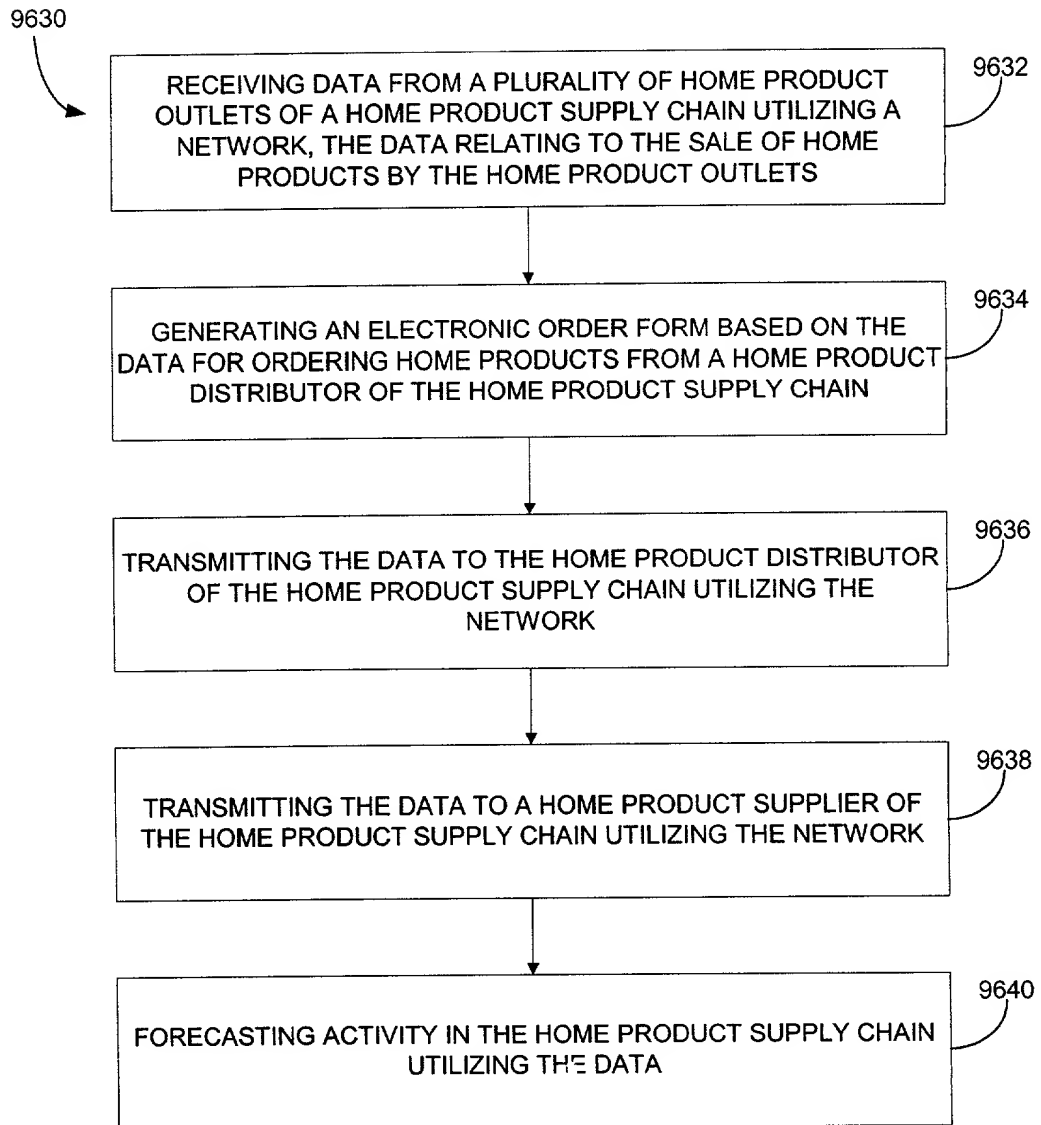 9630
9632
RECEIVING DATA FROM A PLURALITY OF HOME PRODUCT
OUTLETS OF A HOME PRODUCT SUPPLY CHAIN UTILIZING A
NETWORK, THE DATA RELATING TO THE SALE OF HOME
PRODUCTS BY THE HOME PRODUCT OUTLETS
9634
GENERATING AN ELECTRONIC ORDER FORM BASED ON THE
DATA FOR ORDERING HOME PRODUCTS FROM A HOME PRODUCT
DISTRIBUTOR OF THE HOME PRODUCT SUPPLY CHAIN
9636
TRANSMITTING THE DATA TO THE HOME PRODUCT DISTRIBUTOR
OF THE HOME PRODUCT SUPPLY CHAIN UTILIZING THE
NETWORK
9638
TRANSMITTING THE DATA TO A HOME PRODUCT SUPPLIER OF
THE HOME PRODUCT SUPPLY CHAIN UTILIZING THE NETWORK
9640
FORECASTING ACTIVITY IN THE HOME PRODUCT SUPPLY CHAIN
UTILIZING THE DATA